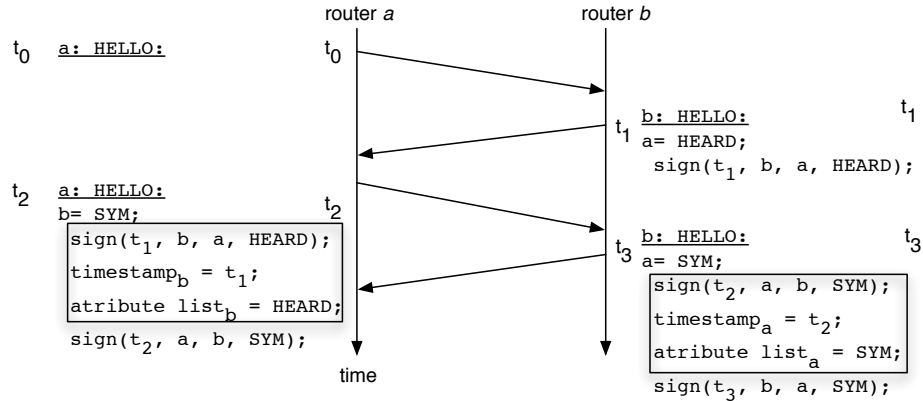 router a
router b
t0
a: HELLO:
t0
t1
b: HELLO:
a= HEARD;
sign(t1, b, a, HEARD);
t1
t2
a: HELLO:
b= SYM;
sign(t1, b, a, HEARD);
timestampb = t1;
atribute listb = HEARD;
sign(t2, a, b, SYM);
t2
t3
b: HELLO:
a= SYM;
sign(t2, a, b, SYM);
timestampa = t2;
atribute lista = SYM;
sign(t3, b, a, SYM);
t3
time